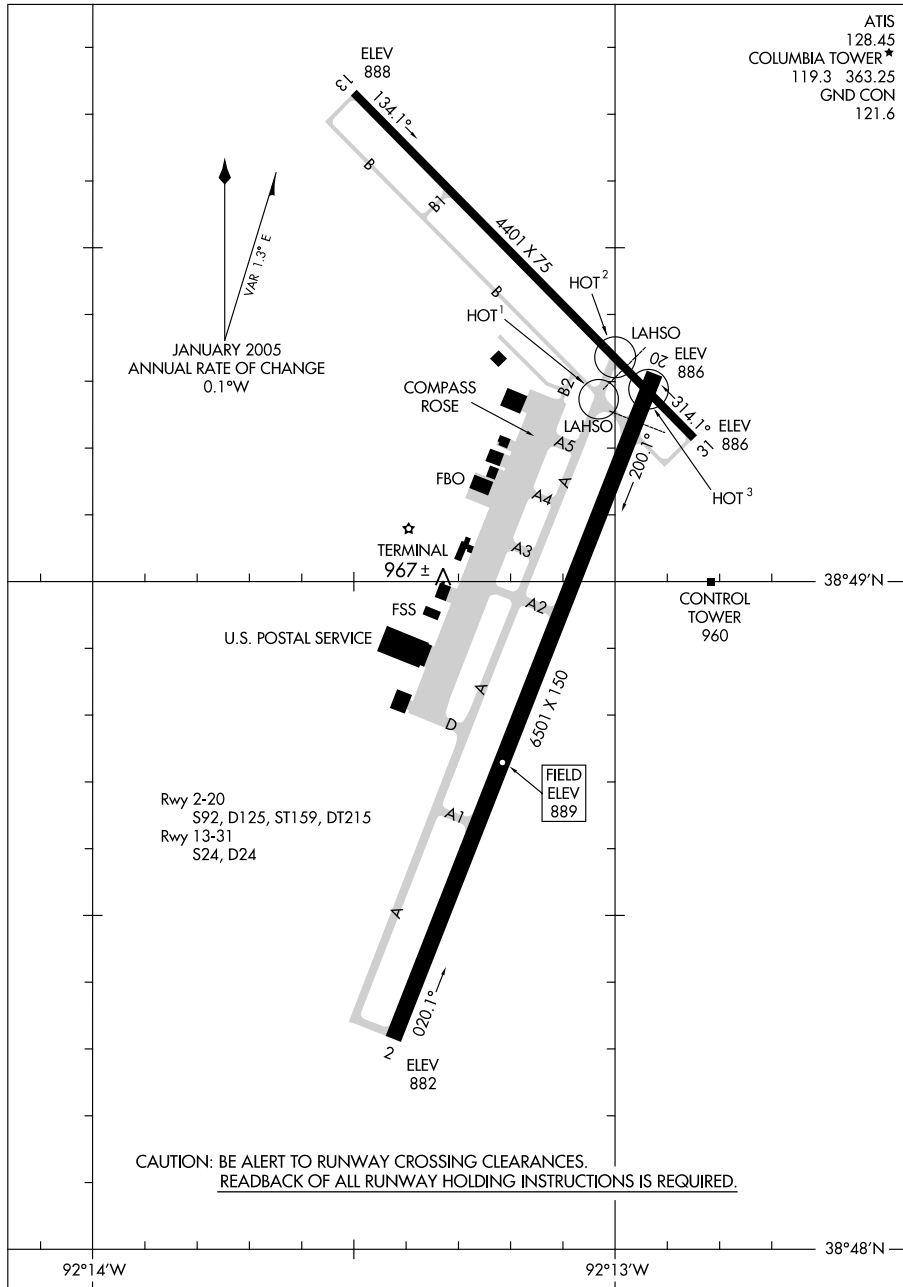 ATIS
128.45
COLUMBIA TOWER★
119.3 363.25
GND CON
121.6
ELEV
888
13
134.1°
B
B1
4401 X 75
B
VAR 1.3° E
JANUARY 2005
ANNUAL RATE OF CHANGE
0.1°W
HOT 2
HOT 1
LAHSO
20
ELEV
886
COMPASS
ROSE
B2
314.1°
ELEV
886
31
LAHSO
A5
200.1°
HOT 3
FBO
A
A4
A3
TERMINAL
967 ±
38°49'N
CONTROL
TOWER
960
FSS
A2
U.S. POSTAL SERVICE
A
6501 X 150
D
FIELD
ELEV
889
Rwy 2-20
S92, D125, ST159, DT215
Rwy 13-31
S24, D24
A1
A
020.1°
2
ELEV
882
CAUTION: BE ALERT TO RUNWAY CROSSING CLEARANCES.
READBACK OF ALL RUNWAY HOLDING INSTRUCTIONS IS REQUIRED.
38°48'N
92°14'W
92°13'W